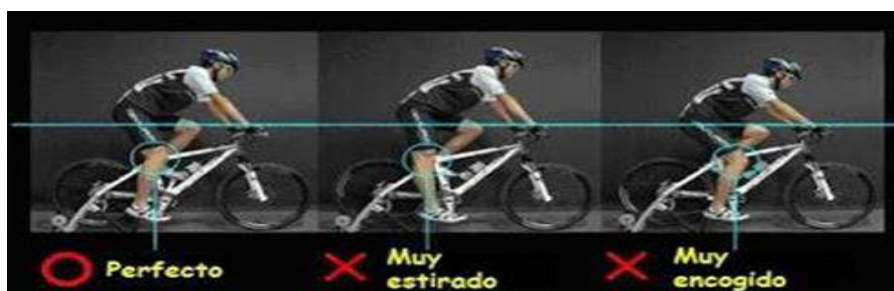 Perfecto
Muy
estirado
Muy
encogido